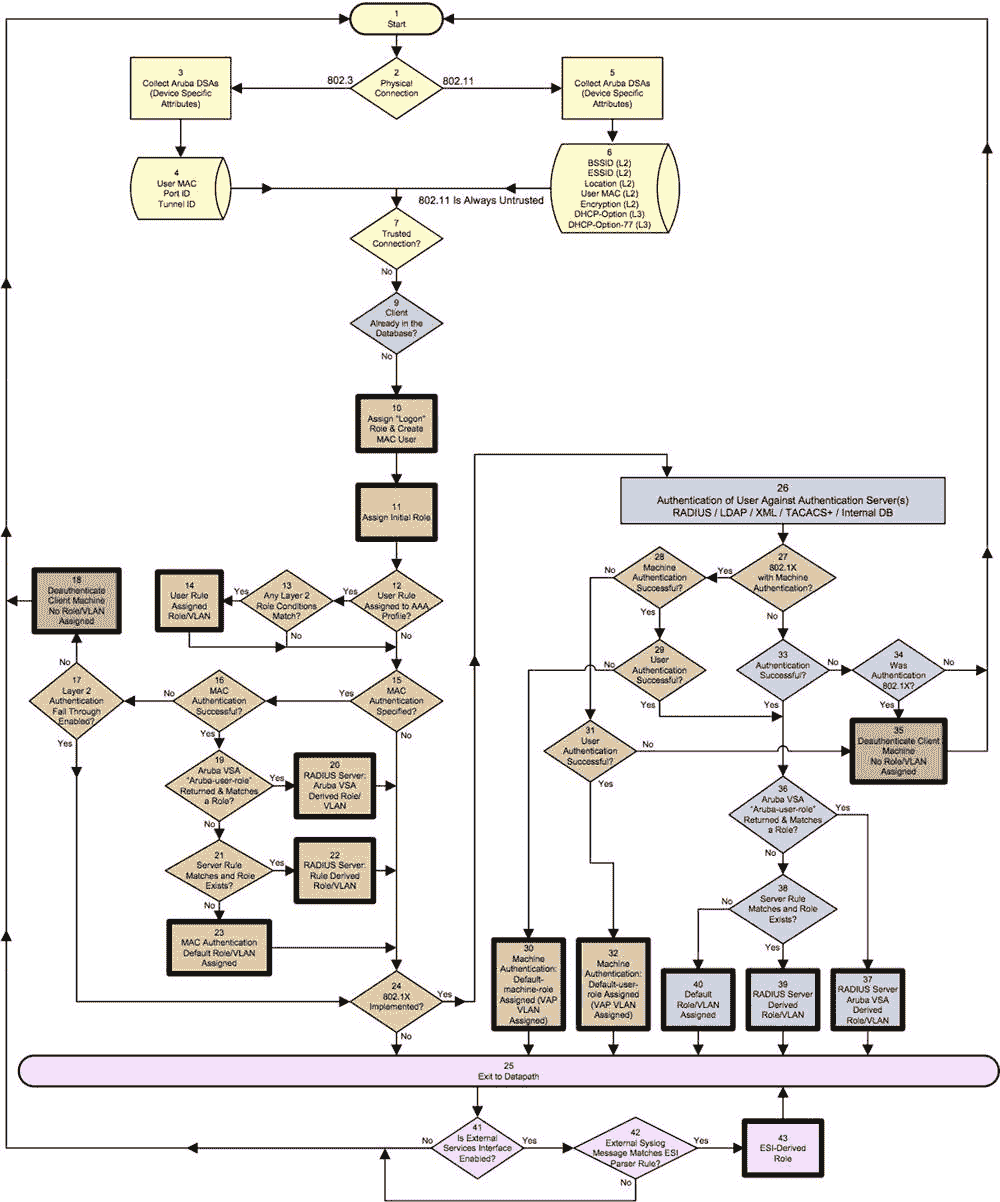 1
Start
3
Collect Aruba DSAs
(Device Specific
Attributes)
802.3
2
Physical
Connection
802.11
5
Collect Aruba DSAs
(Device Specific
Attributes)
4
User MAC
Port ID
Tunnel ID
6
BSSID (L2)
ESSID (L2)
Location (L2)
User MAC (L2)
Encryption (L2)
DHCP-Option (L3)
DHCP-Option-77 (L3)
802.11 Is Always Untrusted
7
Trusted
Connection?
No
9
Client
Already in the
Database?
No
10
Assign "Logon"
Role & Create
MAC User
11
Assign Initial Role
12
User Rule
Assigned to AAA
Profile?
Yes
No
13
Any Layer 2
Role Conditions
Match?
Yes
No
14
User Rule
Assigned
Role/VLAN
18
Deauthenticate
Client Machine
No Role/VLAN
Assigned
No
17
Layer 2
Authentication
Fall Through
Enabled?
Yes
No
16
MAC
Authentication
Successful?
Yes
Yes
15
MAC
Authentication
Specified?
No
19
Aruba VSA
"Aruba-user-role"
Returned & Matches
a Role?
Yes
No
20
RADIUS Server:
Aruba VSA
Derived Role/
VLAN
21
Server Rule
Matches and Role
Exists?
Yes
No
22
RADIUS Server:
Rule Derived
Role/VLAN
23
MAC Authentication
Default Role/VLAN
Assigned
24
802.1X
Implemented?
Yes
No
26
Authentication of User Against Authentication Server(s)
RADIUS / LDAP / XML / TACACS+ / Internal DB
27
802.1X
with Machine
Authentication?
Yes
No
28
Machine
Authentication
Successful?
No
Yes
29
User
Authentication
Successful?
No
Yes
33
Authentication
Successful?
No
34
Was
Authentication
802.1X?
No
Yes
31
User
Authentication
Successful?
No
Yes
35
Deauthenticate Client
Machine
No Role/VLAN
Assigned
36
Aruba VSA
"Aruba-user-role"
Returned & Matches
a Role?
Yes
No
38
Server Rule
Matches and Role
Exists?
No
Yes
30
Machine
Authentication:
Default-
machine-role
Assigned (VAP
VLAN
Assigned)
32
Machine
Authentication:
Default-user-
role Assigned
(VAP VLAN
Assigned)
40
Default
Role/VLAN
Assigned
39
RADIUS Server
Derived
Role/VLAN
37
RADIUS Server
Aruba VSA
Derived
Role/VLAN
25
Exit to Datapath
No
41
Is External
Services Interface
Enabled?
Yes
42
External Syslog
Message Matches ESI
Parser Rule?
Yes
No
43
ESI-Derived
Role